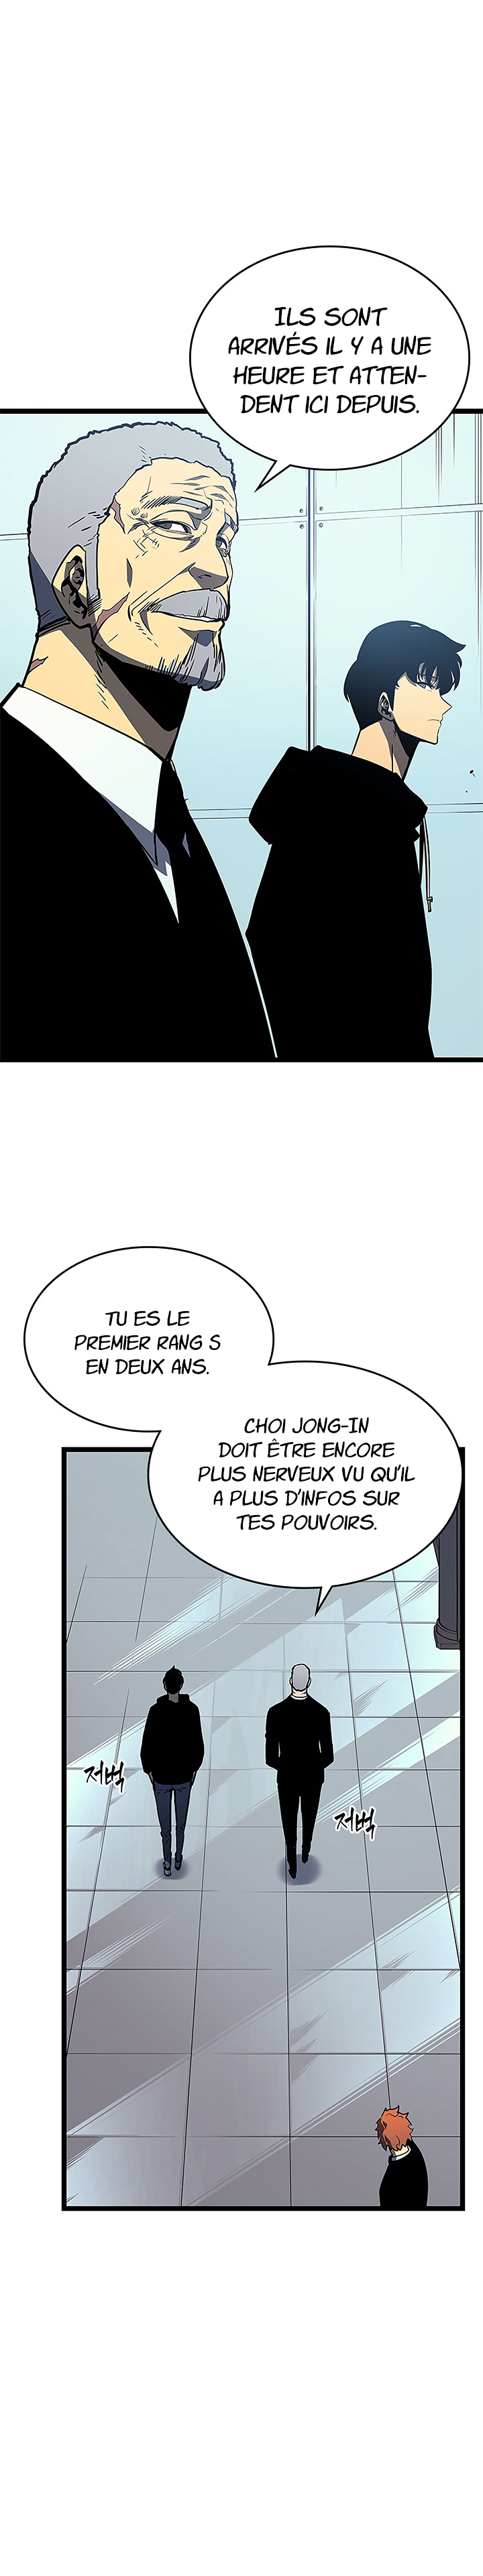 ILS SONT
ARRIVÉS IL Y A UNE
HEURE ET ATTEN-
DENT ICI DEPUIS.
TU ES LE
PREMIER RANG S
EN DEUX ANS.
CHOI JONG-IN
DOIT ÊTRE ENCORE
PLUS NERVEUX VU QU'IL
A PLUS D'INFOS SUR
TES POUVOIRS.
저벅
저벅